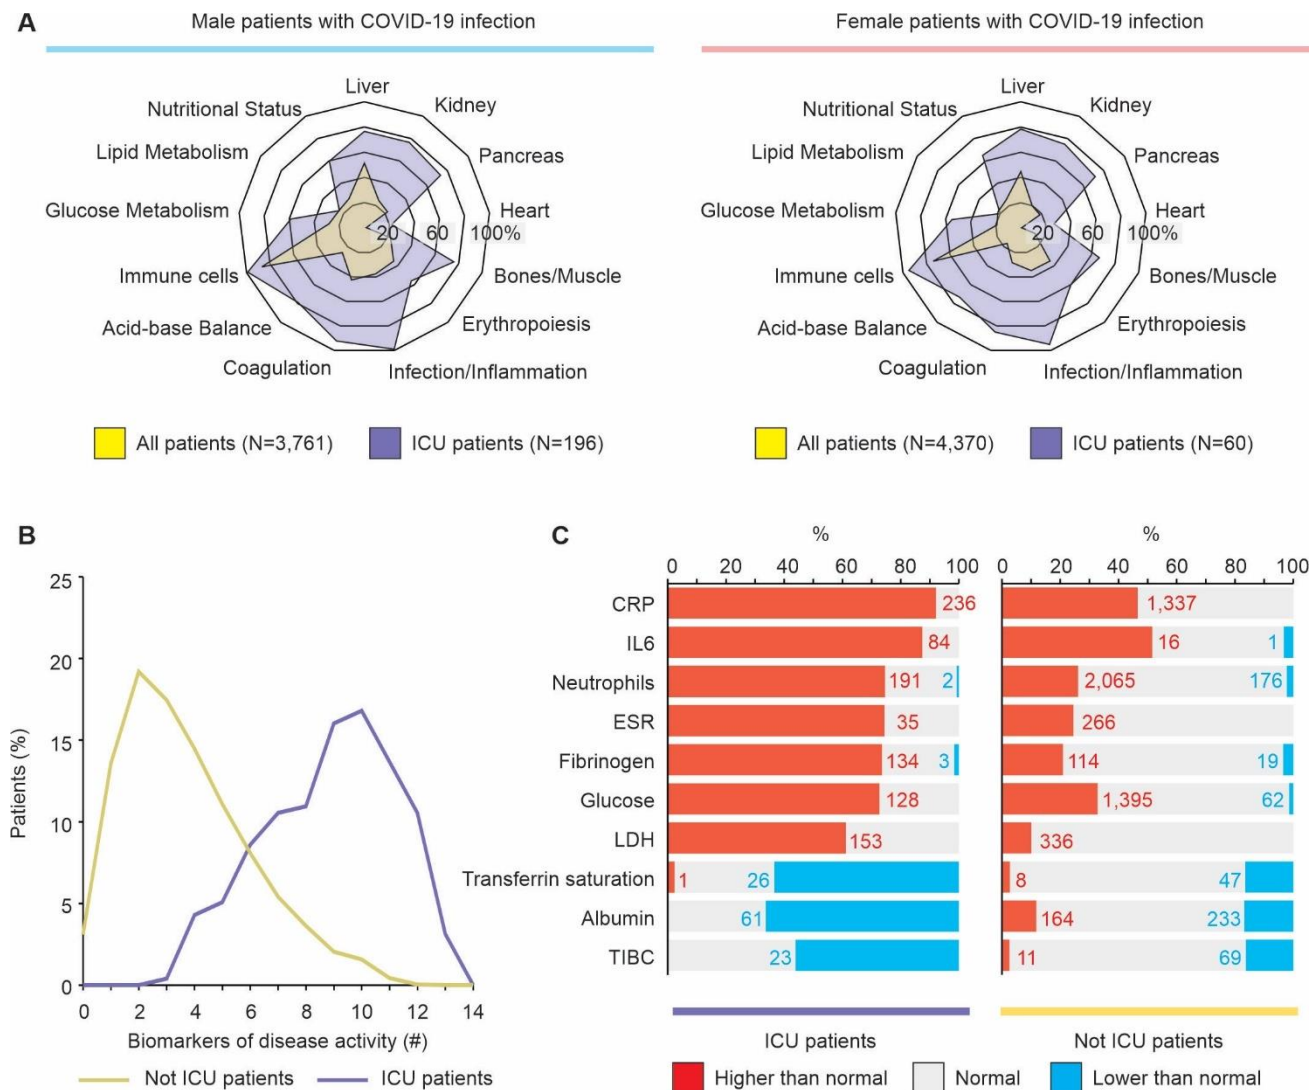 A
Male patients with COVID-19 infection
Female patients with COVID-19 infection
Liver
Nutritional Status
Kidney
Lipid Metabolism
Pancreas
Glucose Metabolism
Heart
20 60 100%
Immune cells
Bones/Muscle
Acid-base Balance
Erythropoiesis
Coagulation
Infection/Inflammation
All patients (N=3,761)
ICU patients (N=196)
Liver
Nutritional Status
Kidney
Lipid Metabolism
Pancreas
Glucose Metabolism
Heart
20 60 100%
Immune cells
Bones/Muscle
Acid-base Balance
Erythropoiesis
Coagulation
Infection/Inflammation
All patients (N=4,370)
ICU patients (N=60)
B
25
20
15
10
5
0
Patients (%)
0 2 4 6 8 10 12 14
Biomarkers of disease activity (#)
Not ICU patients
ICU patients
C
% %
0 20 40 60 80 100 0 20 40 60 80 100
CRP 236 1,337
IL6 84 16 1
Neutrophils 191 2 2,065 176
ESR 35 266
Fibrinogen 134 3 114 19
Glucose 128 1,395 62
LDH 153 336
Transferrin saturation 1 26 8 47
Albumin 61 164 233
TIBC 23 11 69
ICU patients Not ICU patients
Higher than normal Normal Lower than normal